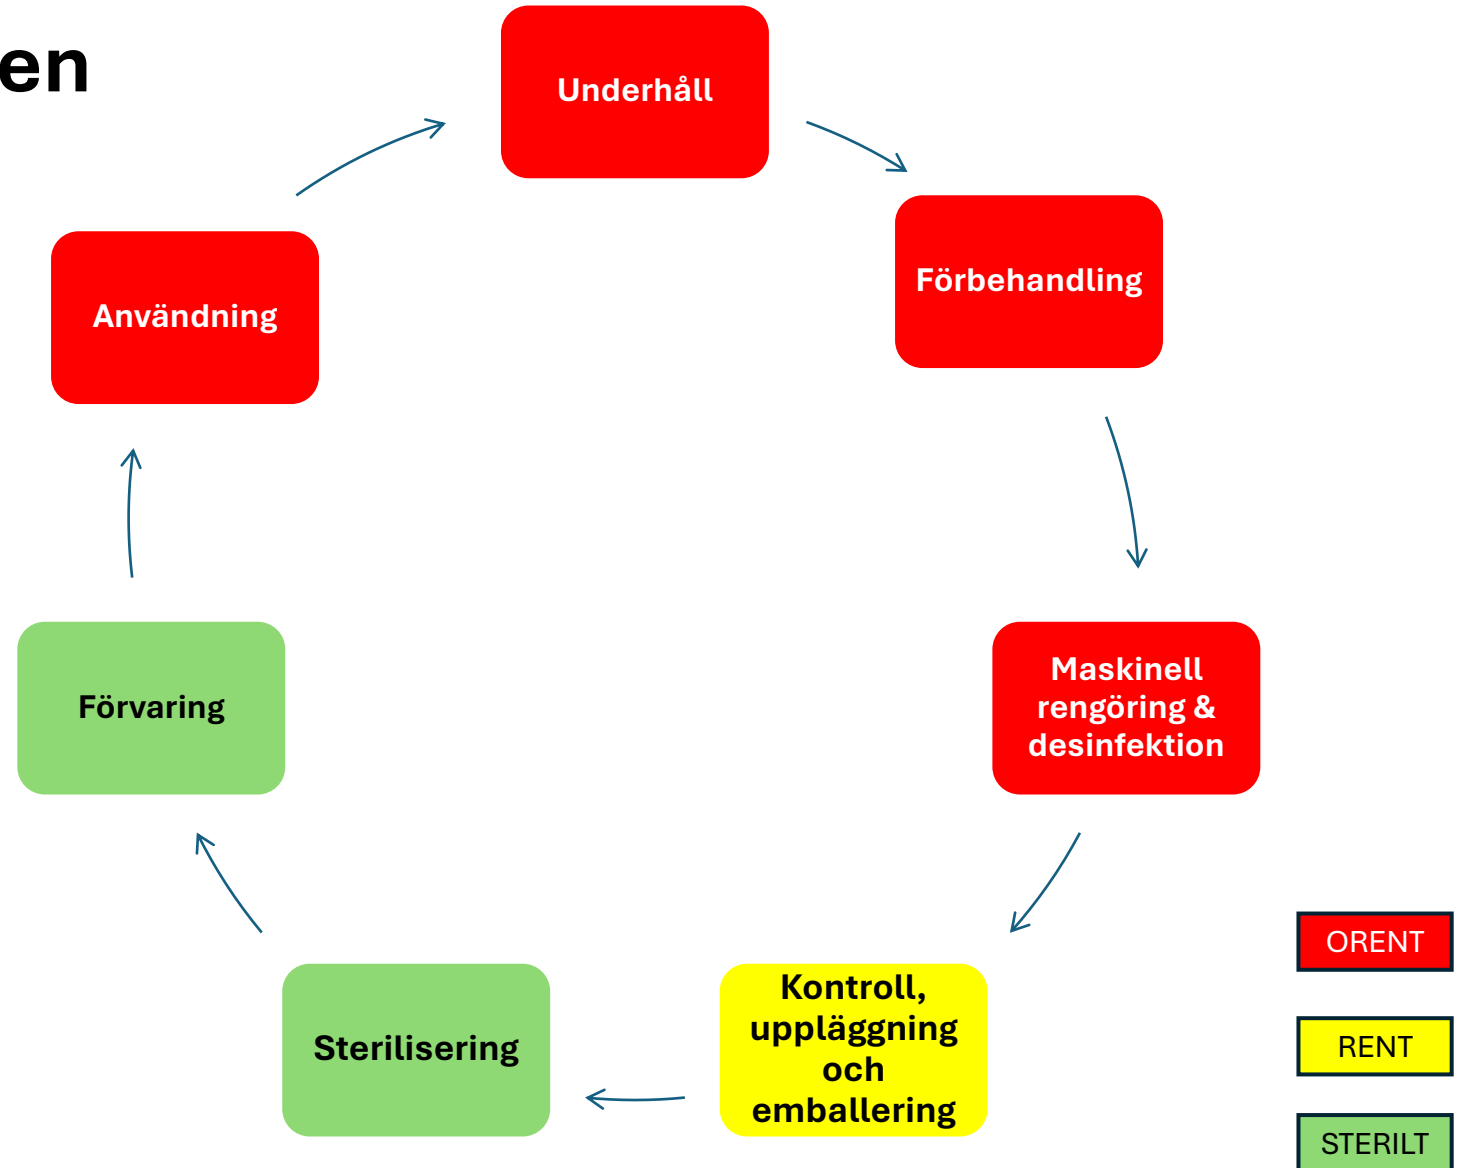 en
Underhåll
Förbehandling
Användning
Maskinell
rengöring &
desinfektion
Förvaring
Kontroll,
uppläggning
och
emballering
Sterilisering
ORENT
RENT
STERILT